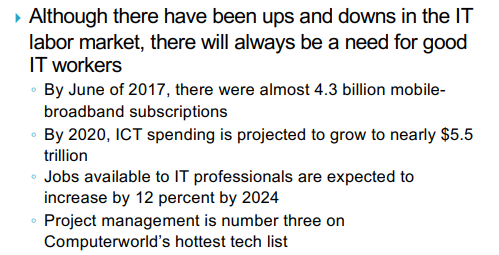 Although there have been ups and downs in the IT
labor market, there will always be a need for good
IT workers
By June of 2017, there were almost 4.3 billion mobile-
broadband subscriptions
By 2020, ICT spending is projected to grow to nearly $5.5
trillion
Jobs available to IT professionals are expected to
increase by 12 percent by 2024
Project management is number three on
Computerworld's hottest tech list